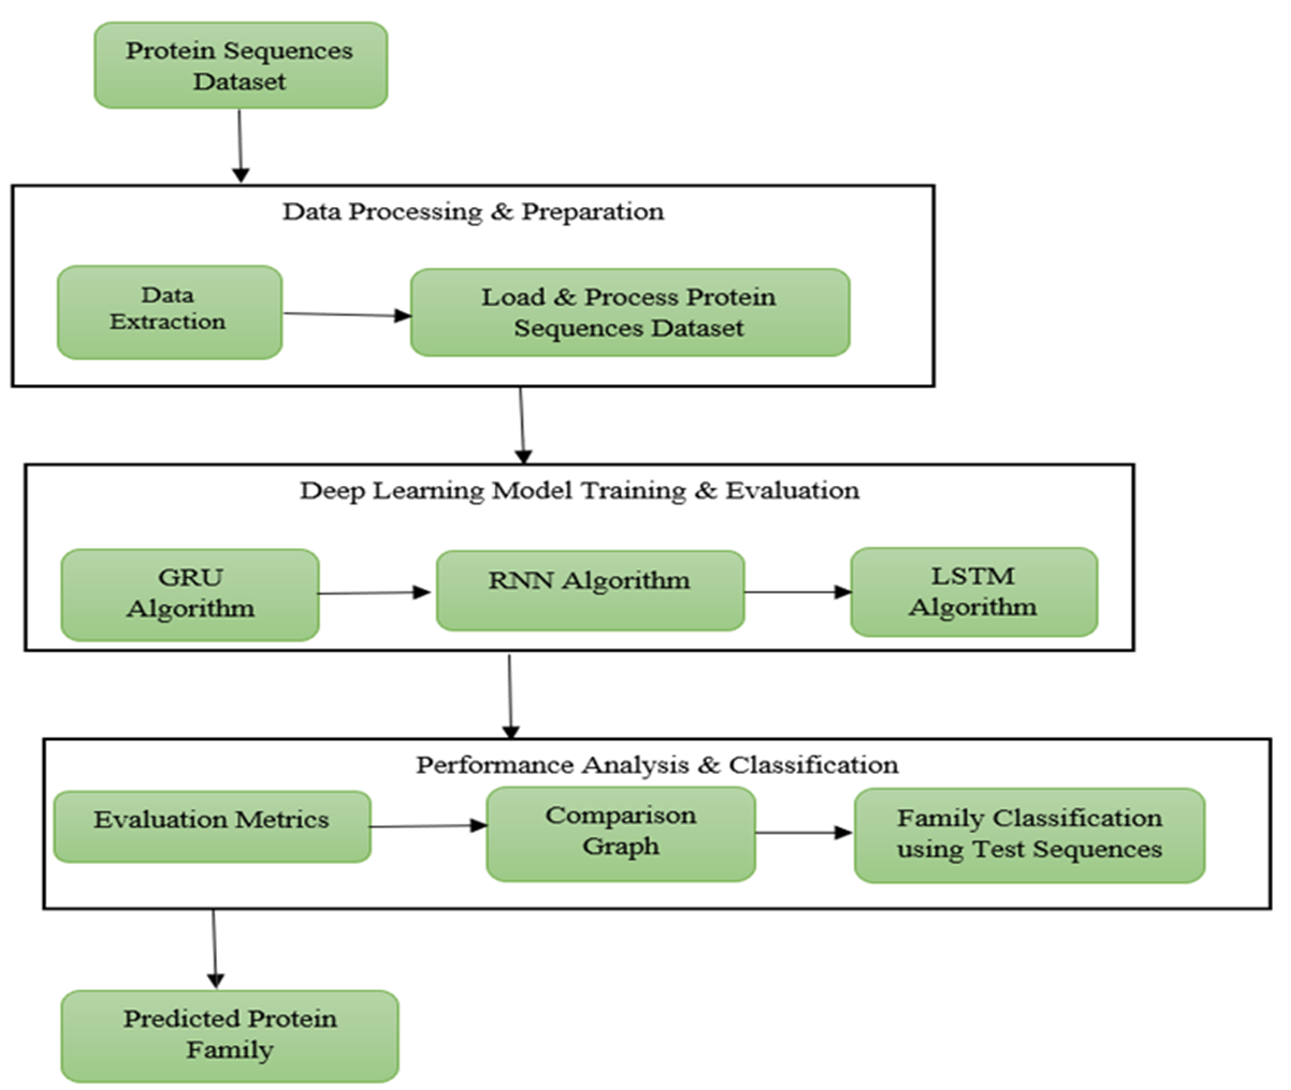 Protein Sequences
Dataset
Data Processing & Preparation
Data
Extraction
Load & Process Protein
Sequences Dataset
Deep Learning Model Training & Evaluation
GRU
Algorithm
RNN Algorithm
LSTM
Algorithm
Performance Analysis & Classification
Evaluation Metrics
Comparison
Graph
Family Classification
using Test Sequences
Predicted Protein
Family